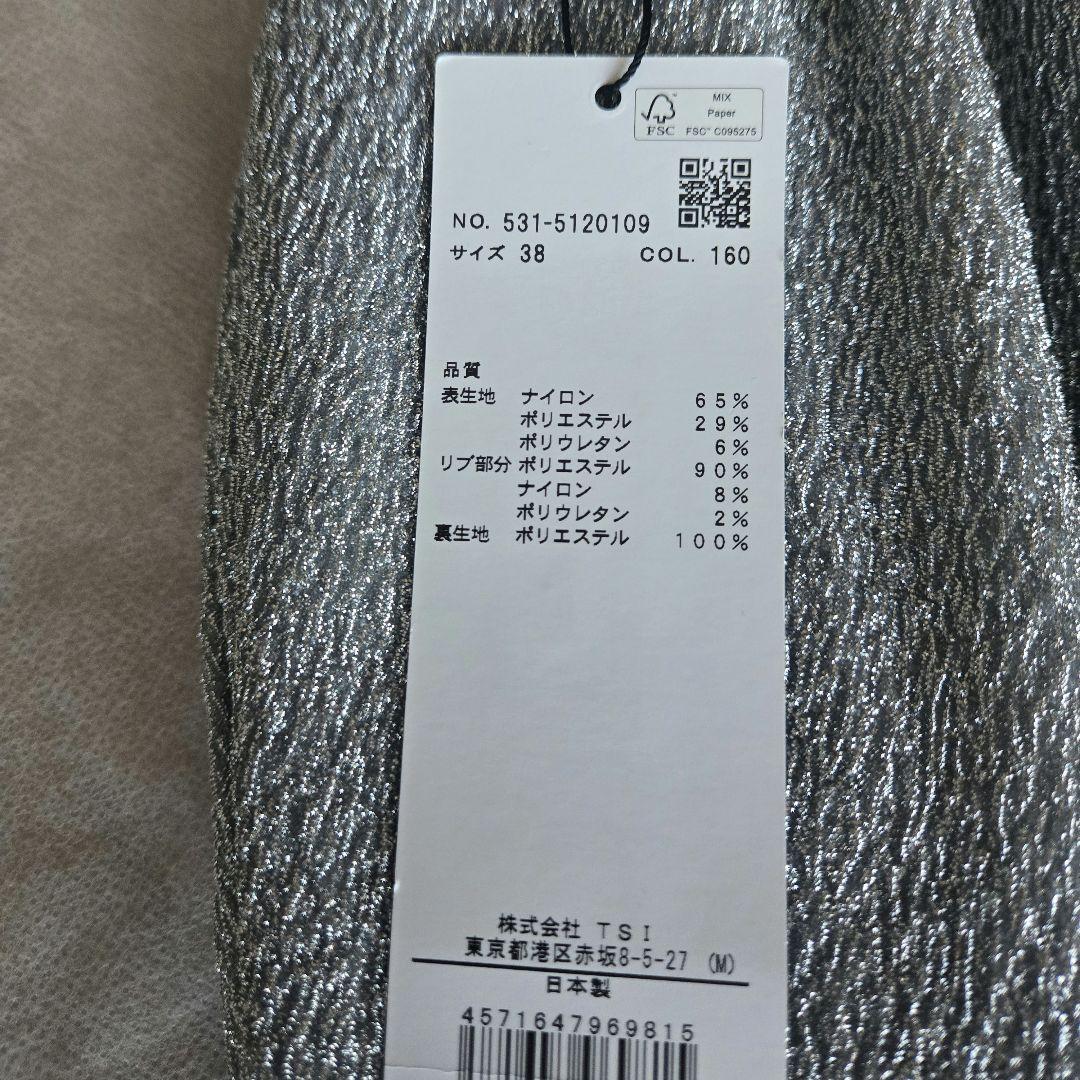 MIX
Paper
FSC FSC™ C095275
NO. 531-5120109
サイズ 38 COL. 160
品質
表生地 ナイロン 65%
ポリエステル 29%
ポリウレタン 6%
リブ部分 ポリエステル 90%
ナイロン 8%
ポリウレタン 2%
裏生地 ポリエステル 100%
株式会社 TSI
東京都港区赤坂8-5-27 (M)
日本製
4571647969815